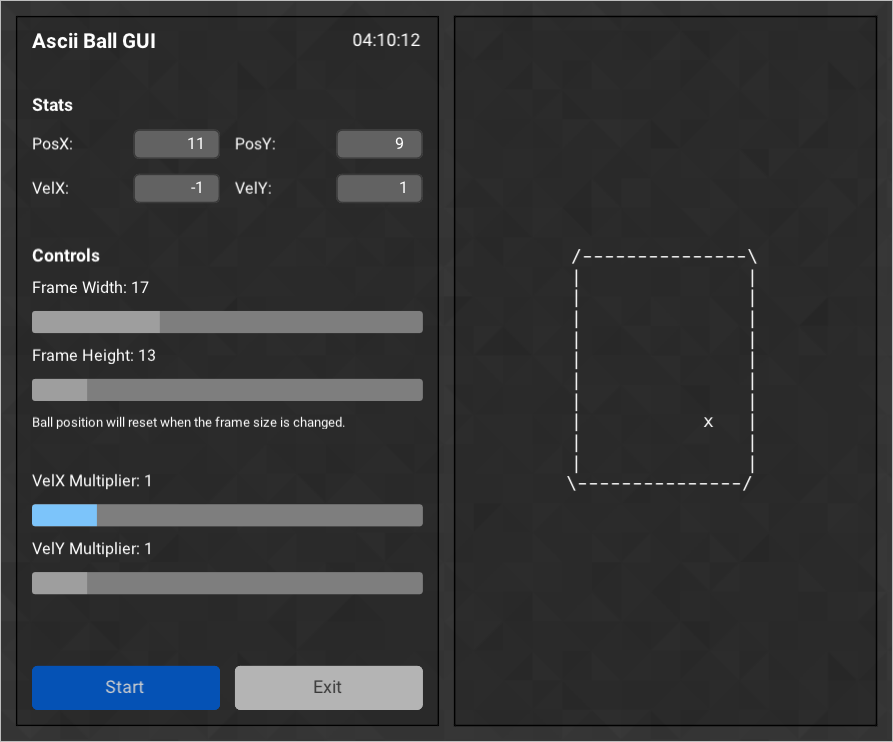 Ascii Ball GUI 04:10:12
Stats
PosX: 11 PosY: 9
VelX: -1 VelY: 1
Controls
Frame Width: 17
Frame Height: 13
Ball position will reset when the frame size is changed.
VelX Multiplier: 1
VelY Multiplier: 1
Start Exit
/---------------\
| |
| |
| |
| |
| |
| |
| |
| x |
| |
| |
\---------------/